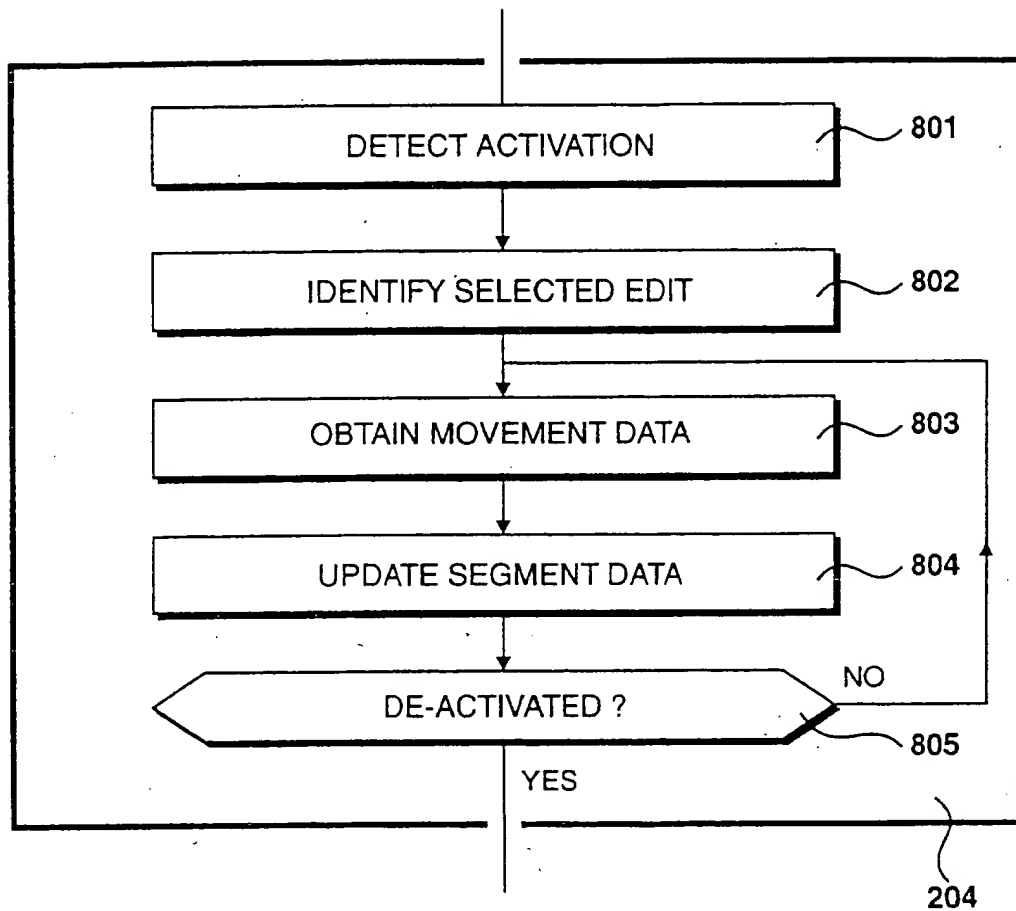 DETECT ACTIVATION
801
IDENTIFY SELECTED EDIT
802
OBTAIN MOVEMENT DATA
803
UPDATE SEGMENT DATA
804
DE-ACTIVATED ?
NO
805
YES
204